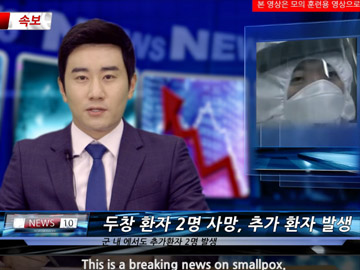 속보
본 영상은 모의 훈련용 영상으로
NEWS
NEWS 10
두창 환자 2명 사망, 추가 환자 발생
군 내 에서도 추가환자 2명 발생
This is a breaking news on smallpox,